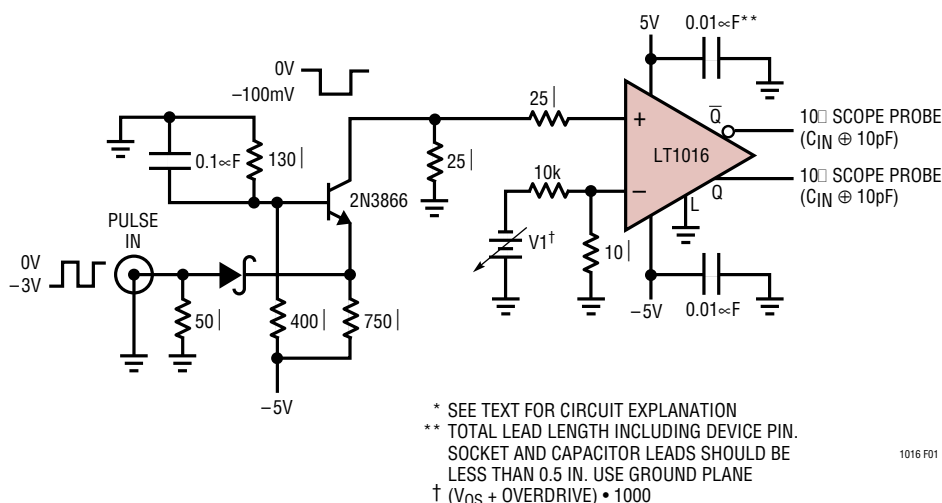 5V
0.01∝F**
0V
–100mV
25|
+
Q̅
10□ SCOPE PROBE
(CIN ⊕ 10pF)
0.1∝F
130|
25|
LT1016
10k
–
Q
10□ SCOPE PROBE
(CIN ⊕ 10pF)
2N3866
L
PULSE
IN
V1†
10|
0V
–3V
50|
400|
750|
–5V
0.01∝F
–5V
* SEE TEXT FOR CIRCUIT EXPLANATION
** TOTAL LEAD LENGTH INCLUDING DEVICE PIN.
SOCKET AND CAPACITOR LEADS SHOULD BE
LESS THAN 0.5 IN. USE GROUND PLANE
† (VOS + OVERDRIVE) • 1000
1016 F01